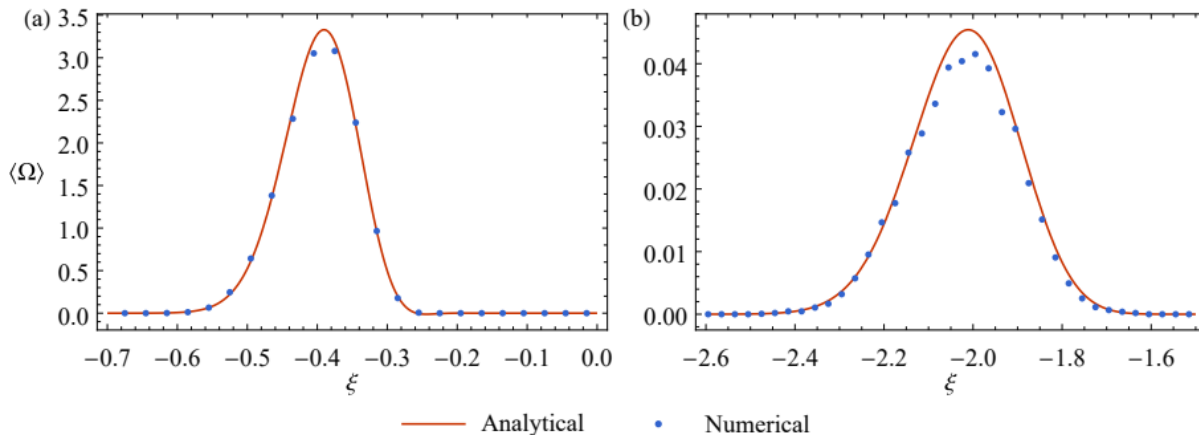 (a)
3.5
3.0
2.5
2.0
1.5
1.0
0.5
0.0
⟨Ω⟩
−0.7 −0.6 −0.5 −0.4 −0.3 −0.2 −0.1 0.0
ξ
(b)
0.04
0.03
0.02
0.01
0.00
−2.6 −2.4 −2.2 −2.0 −1.8 −1.6
ξ
Analytical Numerical